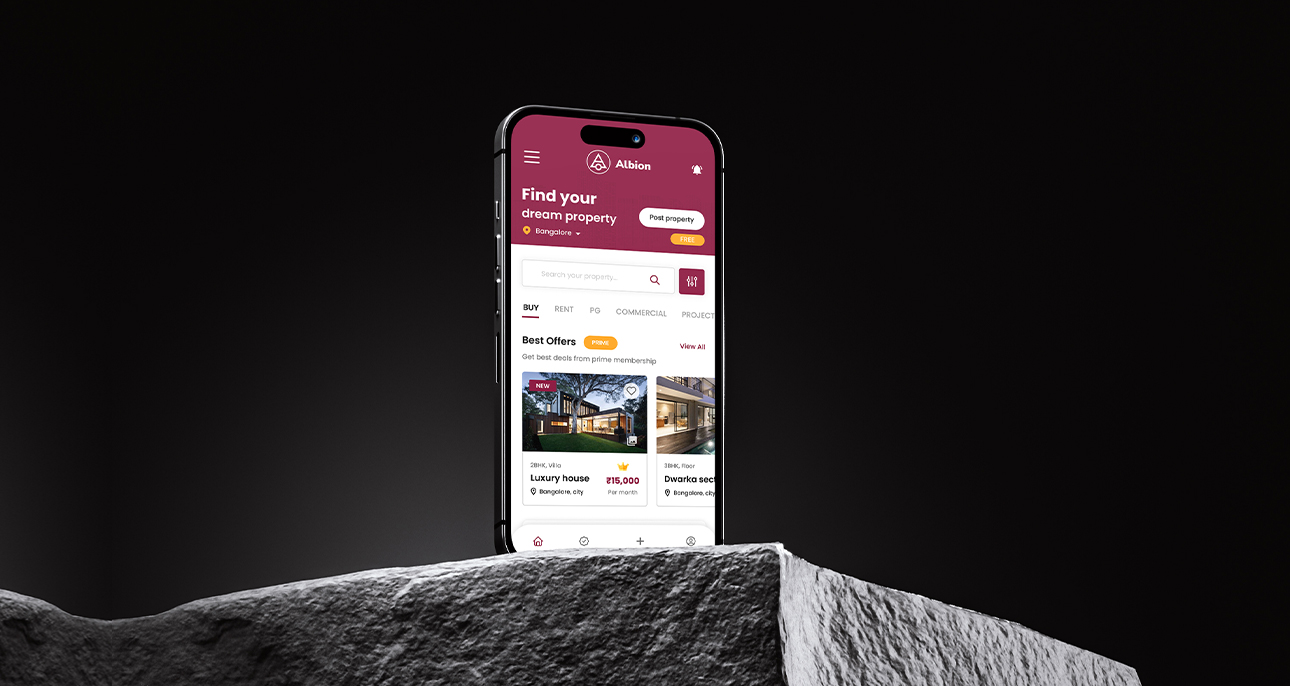 Albion
Find your
dream property
Post property
Bangalore
FREE
Search your property...
BUY RENT PG COMMERCIAL PROJECT
Best Offers PRIME View All
Get best deals from prime membership
NEW
2BHK, Villa
Luxury house ₹15,000
Bangalore, city Per month
3BHK, floor
Dwarka sect
Bangalore, city